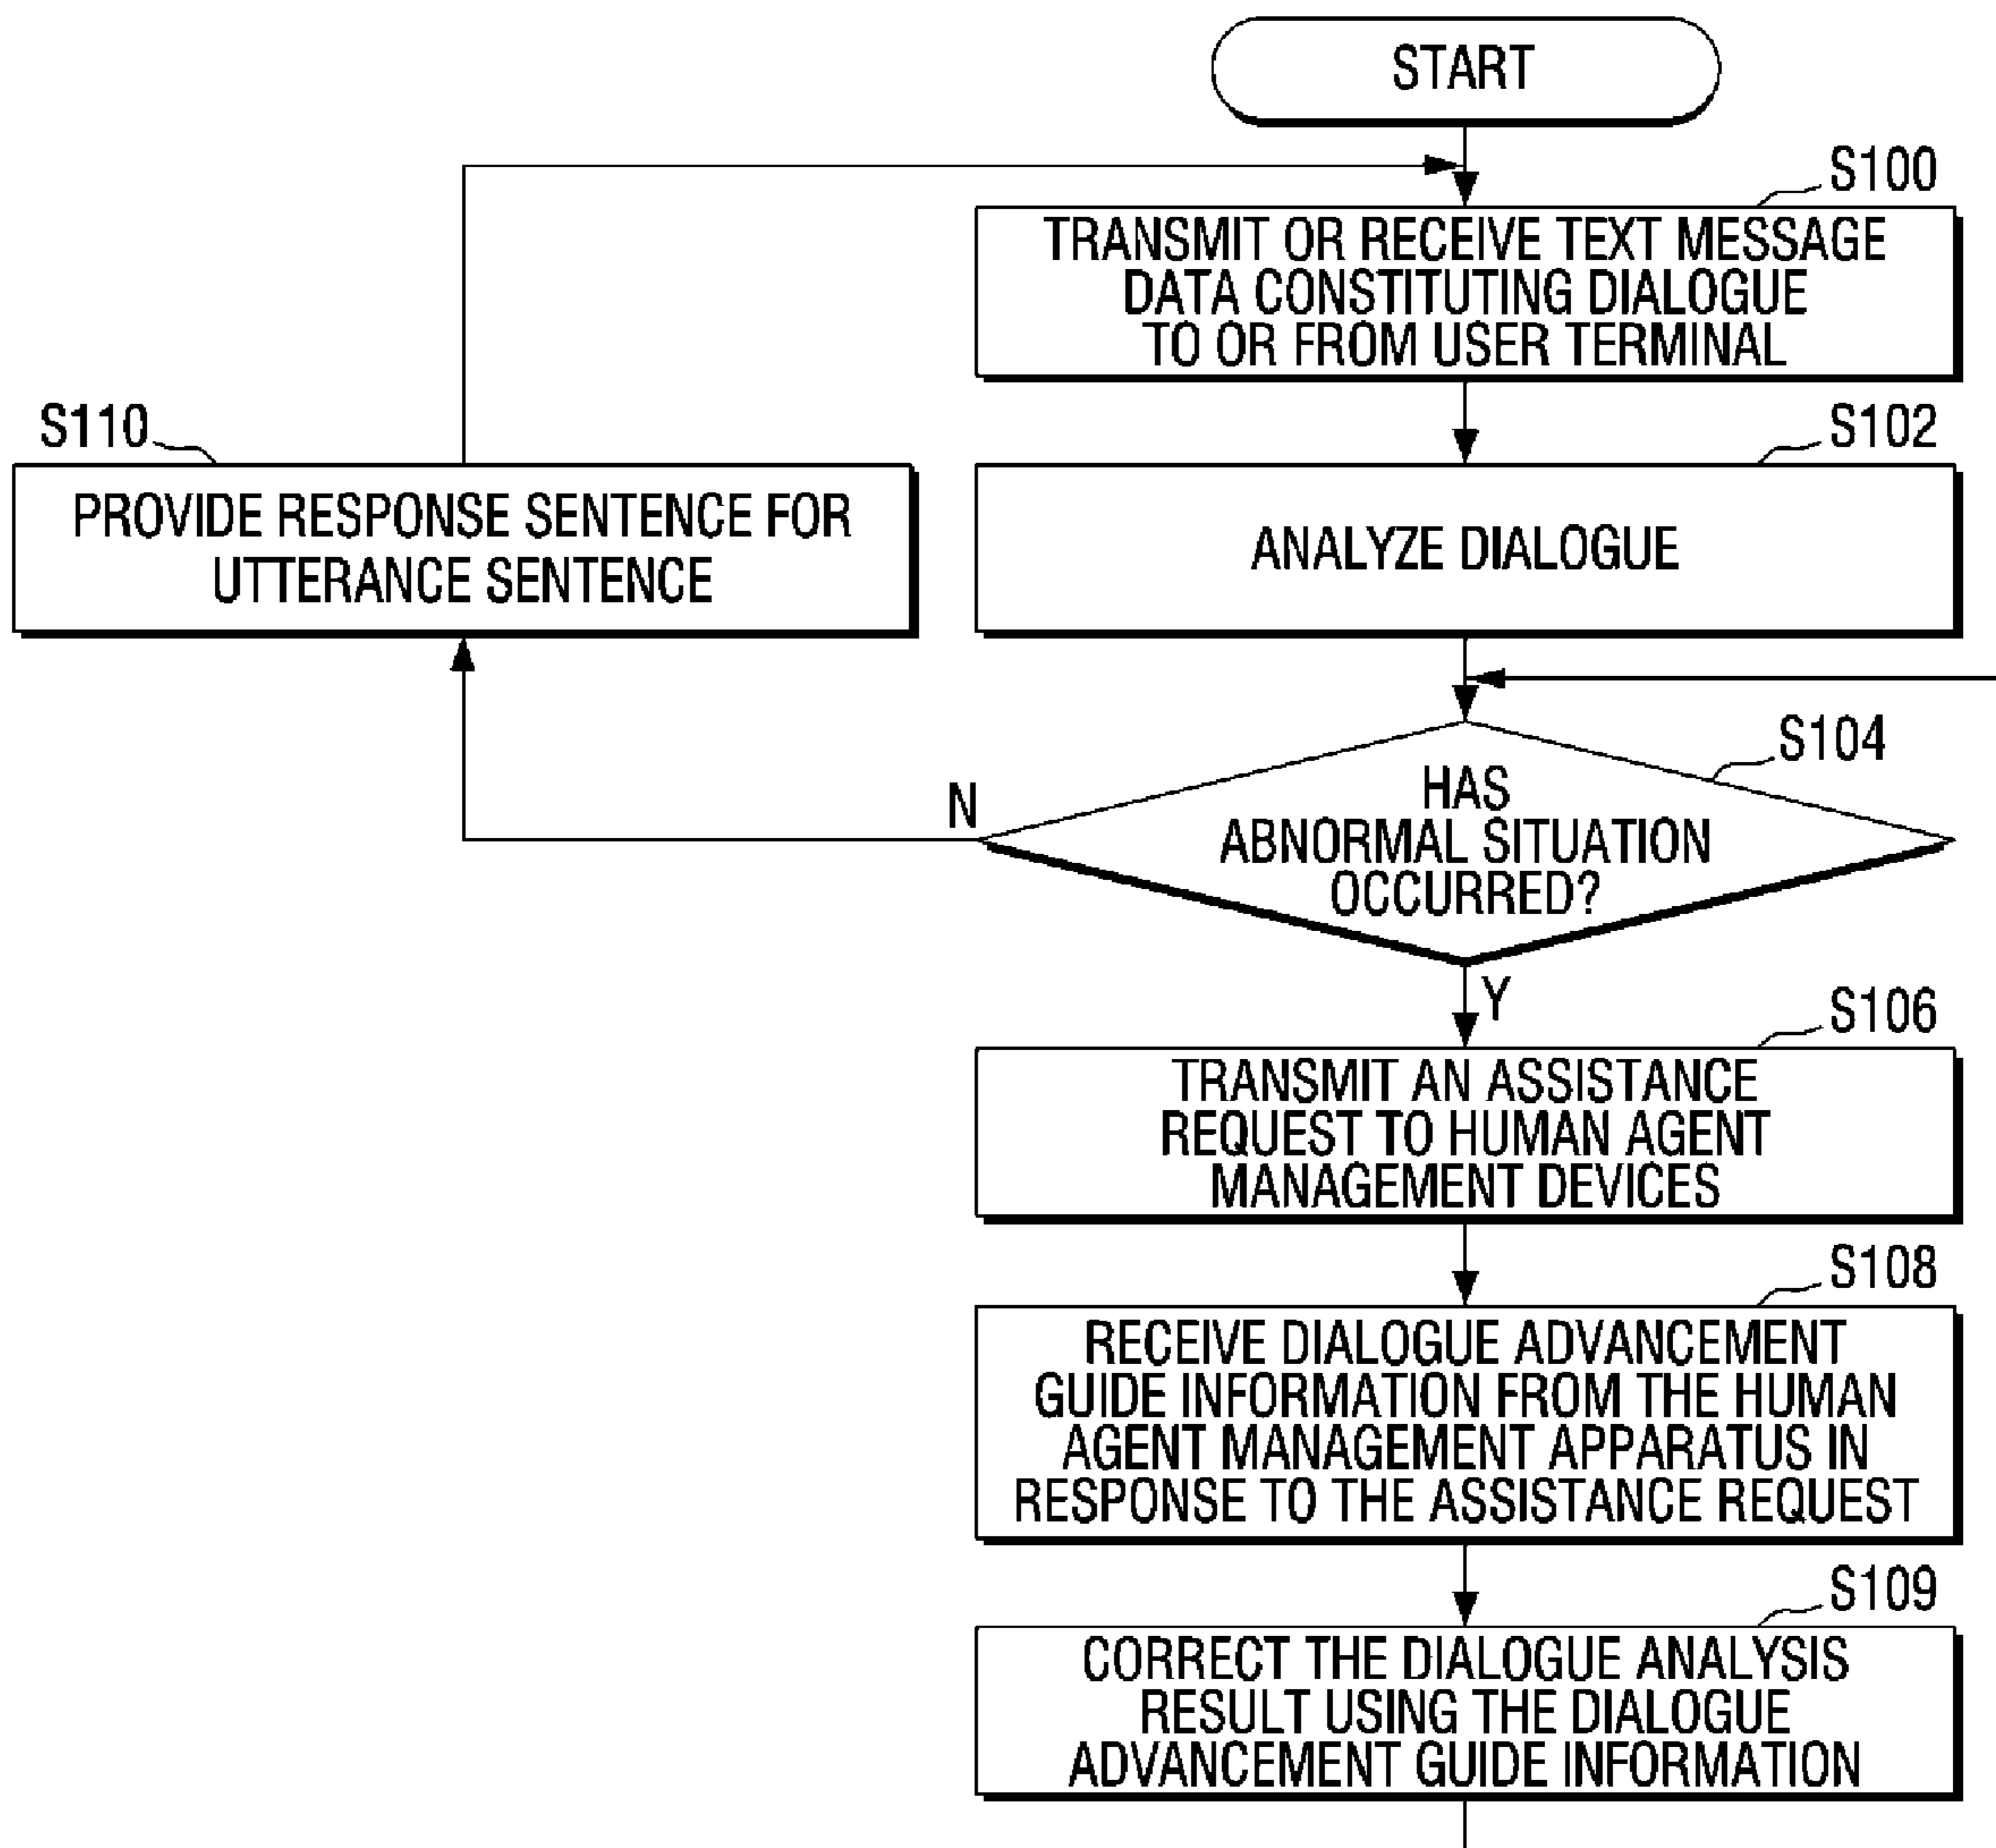 START
S100
TRANSMIT OR RECEIVE TEXT MESSAGE
DATA CONSTITUTING DIALOGUE
TO OR FROM USER TERMINAL
S110
PROVIDE RESPONSE SENTENCE FOR
UTTERANCE SENTENCE
S102
ANALYZE DIALOGUE
S104
HAS
ABNORMAL SITUATION
OCCURRED?
N
Y
S106
TRANSMIT AN ASSISTANCE
REQUEST TO HUMAN AGENT
MANAGEMENT DEVICES
S108
RECEIVE DIALOGUE ADVANCEMENT
GUIDE INFORMATION FROM THE HUMAN
AGENT MANAGEMENT APPARATUS IN
RESPONSE TO THE ASSISTANCE REQUEST
S109
CORRECT THE DIALOGUE ANALYSIS
RESULT USING THE DIALOGUE
ADVANCEMENT GUIDE INFORMATION